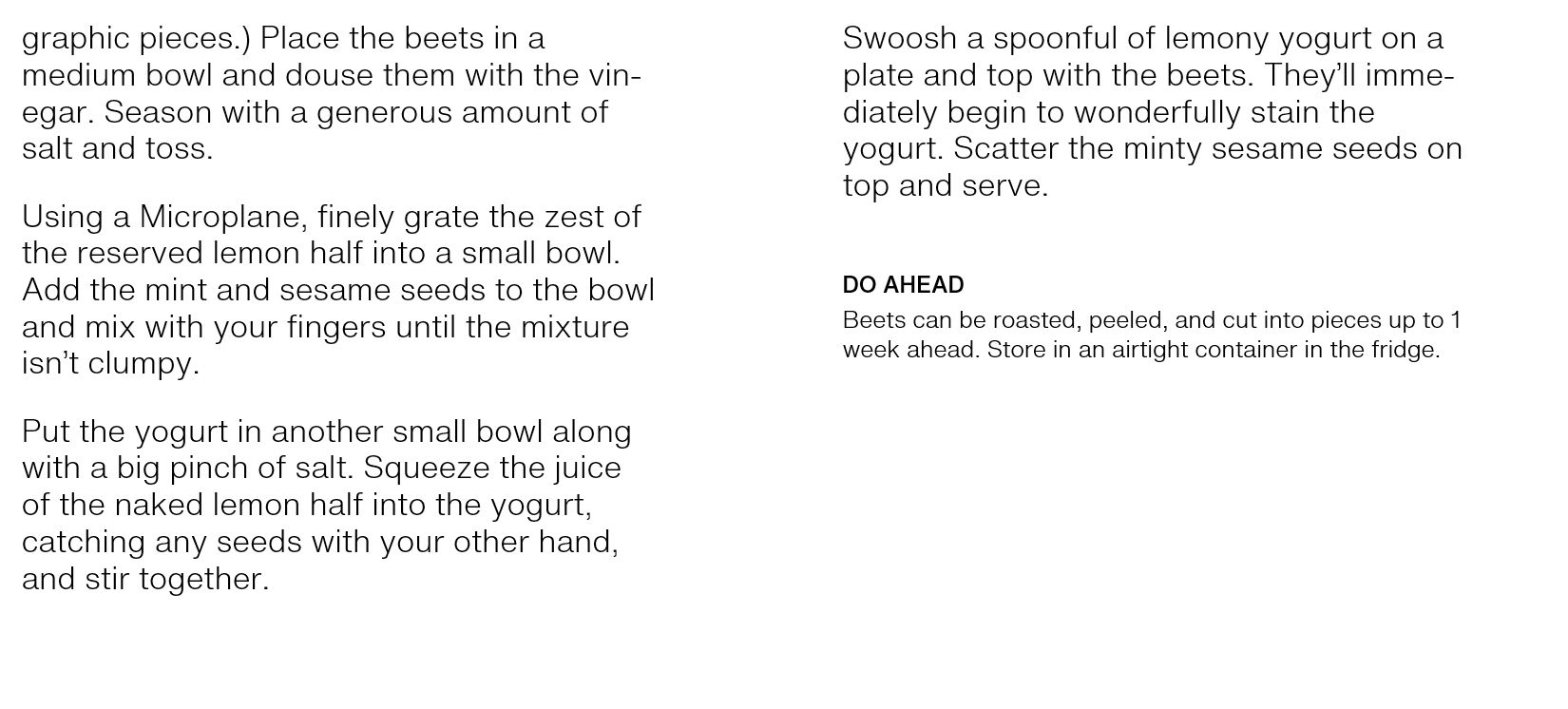 graphic pieces.) Place the beets in a
medium bowl and douse them with the vin-
egar. Season with a generous amount of
salt and toss.
Using a Microplane, finely grate the zest of
the reserved lemon half into a small bowl.
Add the mint and sesame seeds to the bowl
and mix with your fingers until the mixture
isn’t clumpy.
Put the yogurt in another small bowl along
with a big pinch of salt. Squeeze the juice
of the naked lemon half into the yogurt,
catching any seeds with your other hand,
and stir together.
Swoosh a spoonful of lemony yogurt on a
plate and top with the beets. They’ll imme-
diately begin to wonderfully stain the
yogurt. Scatter the minty sesame seeds on
top and serve.
DO AHEAD
Beets can be roasted, peeled, and cut into pieces up to 1
week ahead. Store in an airtight container in the fridge.